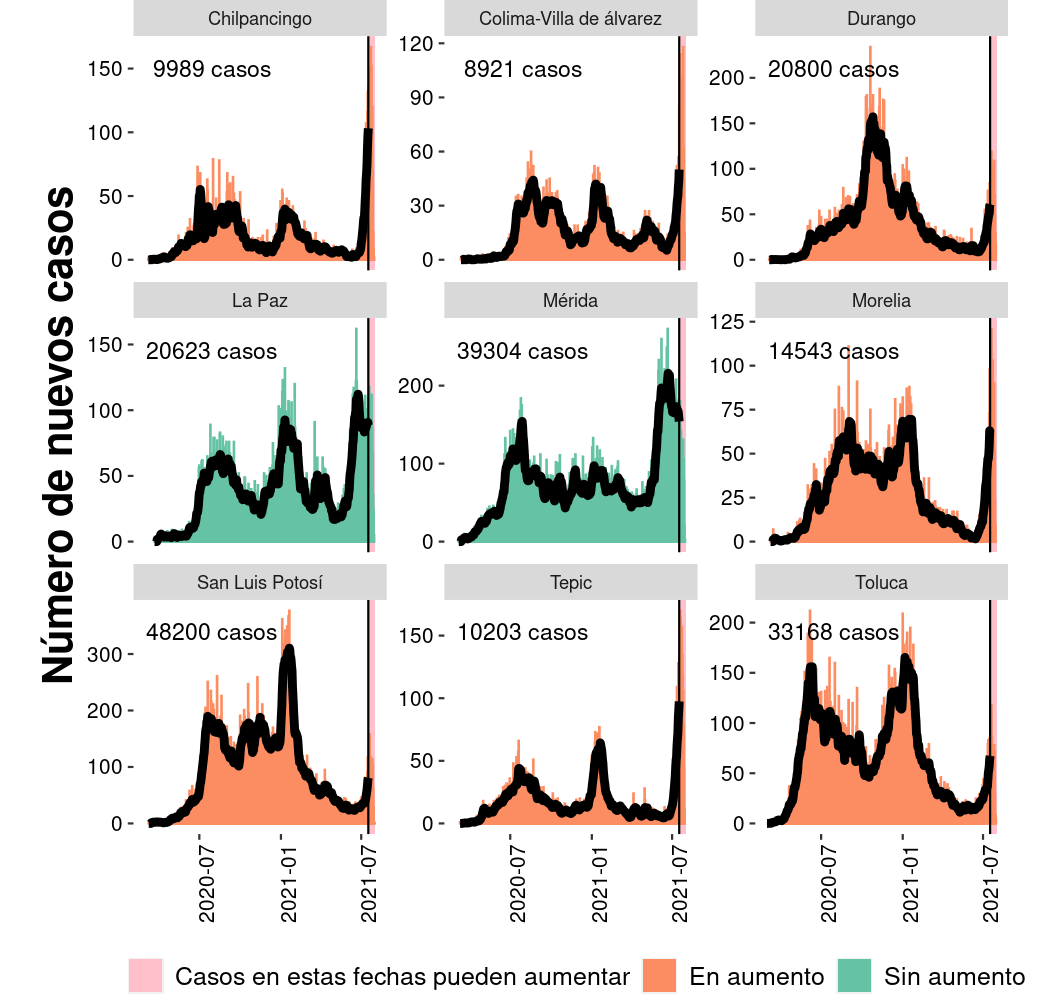 Número de nuevos casos
Chilpancingo
9989 casos
150
100
50
0
Colima-Villa de álvarez
8921 casos
120
90
60
30
0
Durango
20800 casos
200
150
100
50
0
La Paz
20623 casos
150
100
50
0
Mérida
39304 casos
200
100
0
Morelia
14543 casos
125
100
75
50
25
0
San Luis Potosí
48200 casos
300
200
100
0
2020-07
2021-01
2021-07
Tepic
10203 casos
150
100
50
0
2020-07
2021-01
2021-07
Toluca
33168 casos
200
150
100
50
0
2020-07
2021-01
2021-07
Casos en estas fechas pueden aumentar
En aumento
Sin aumento